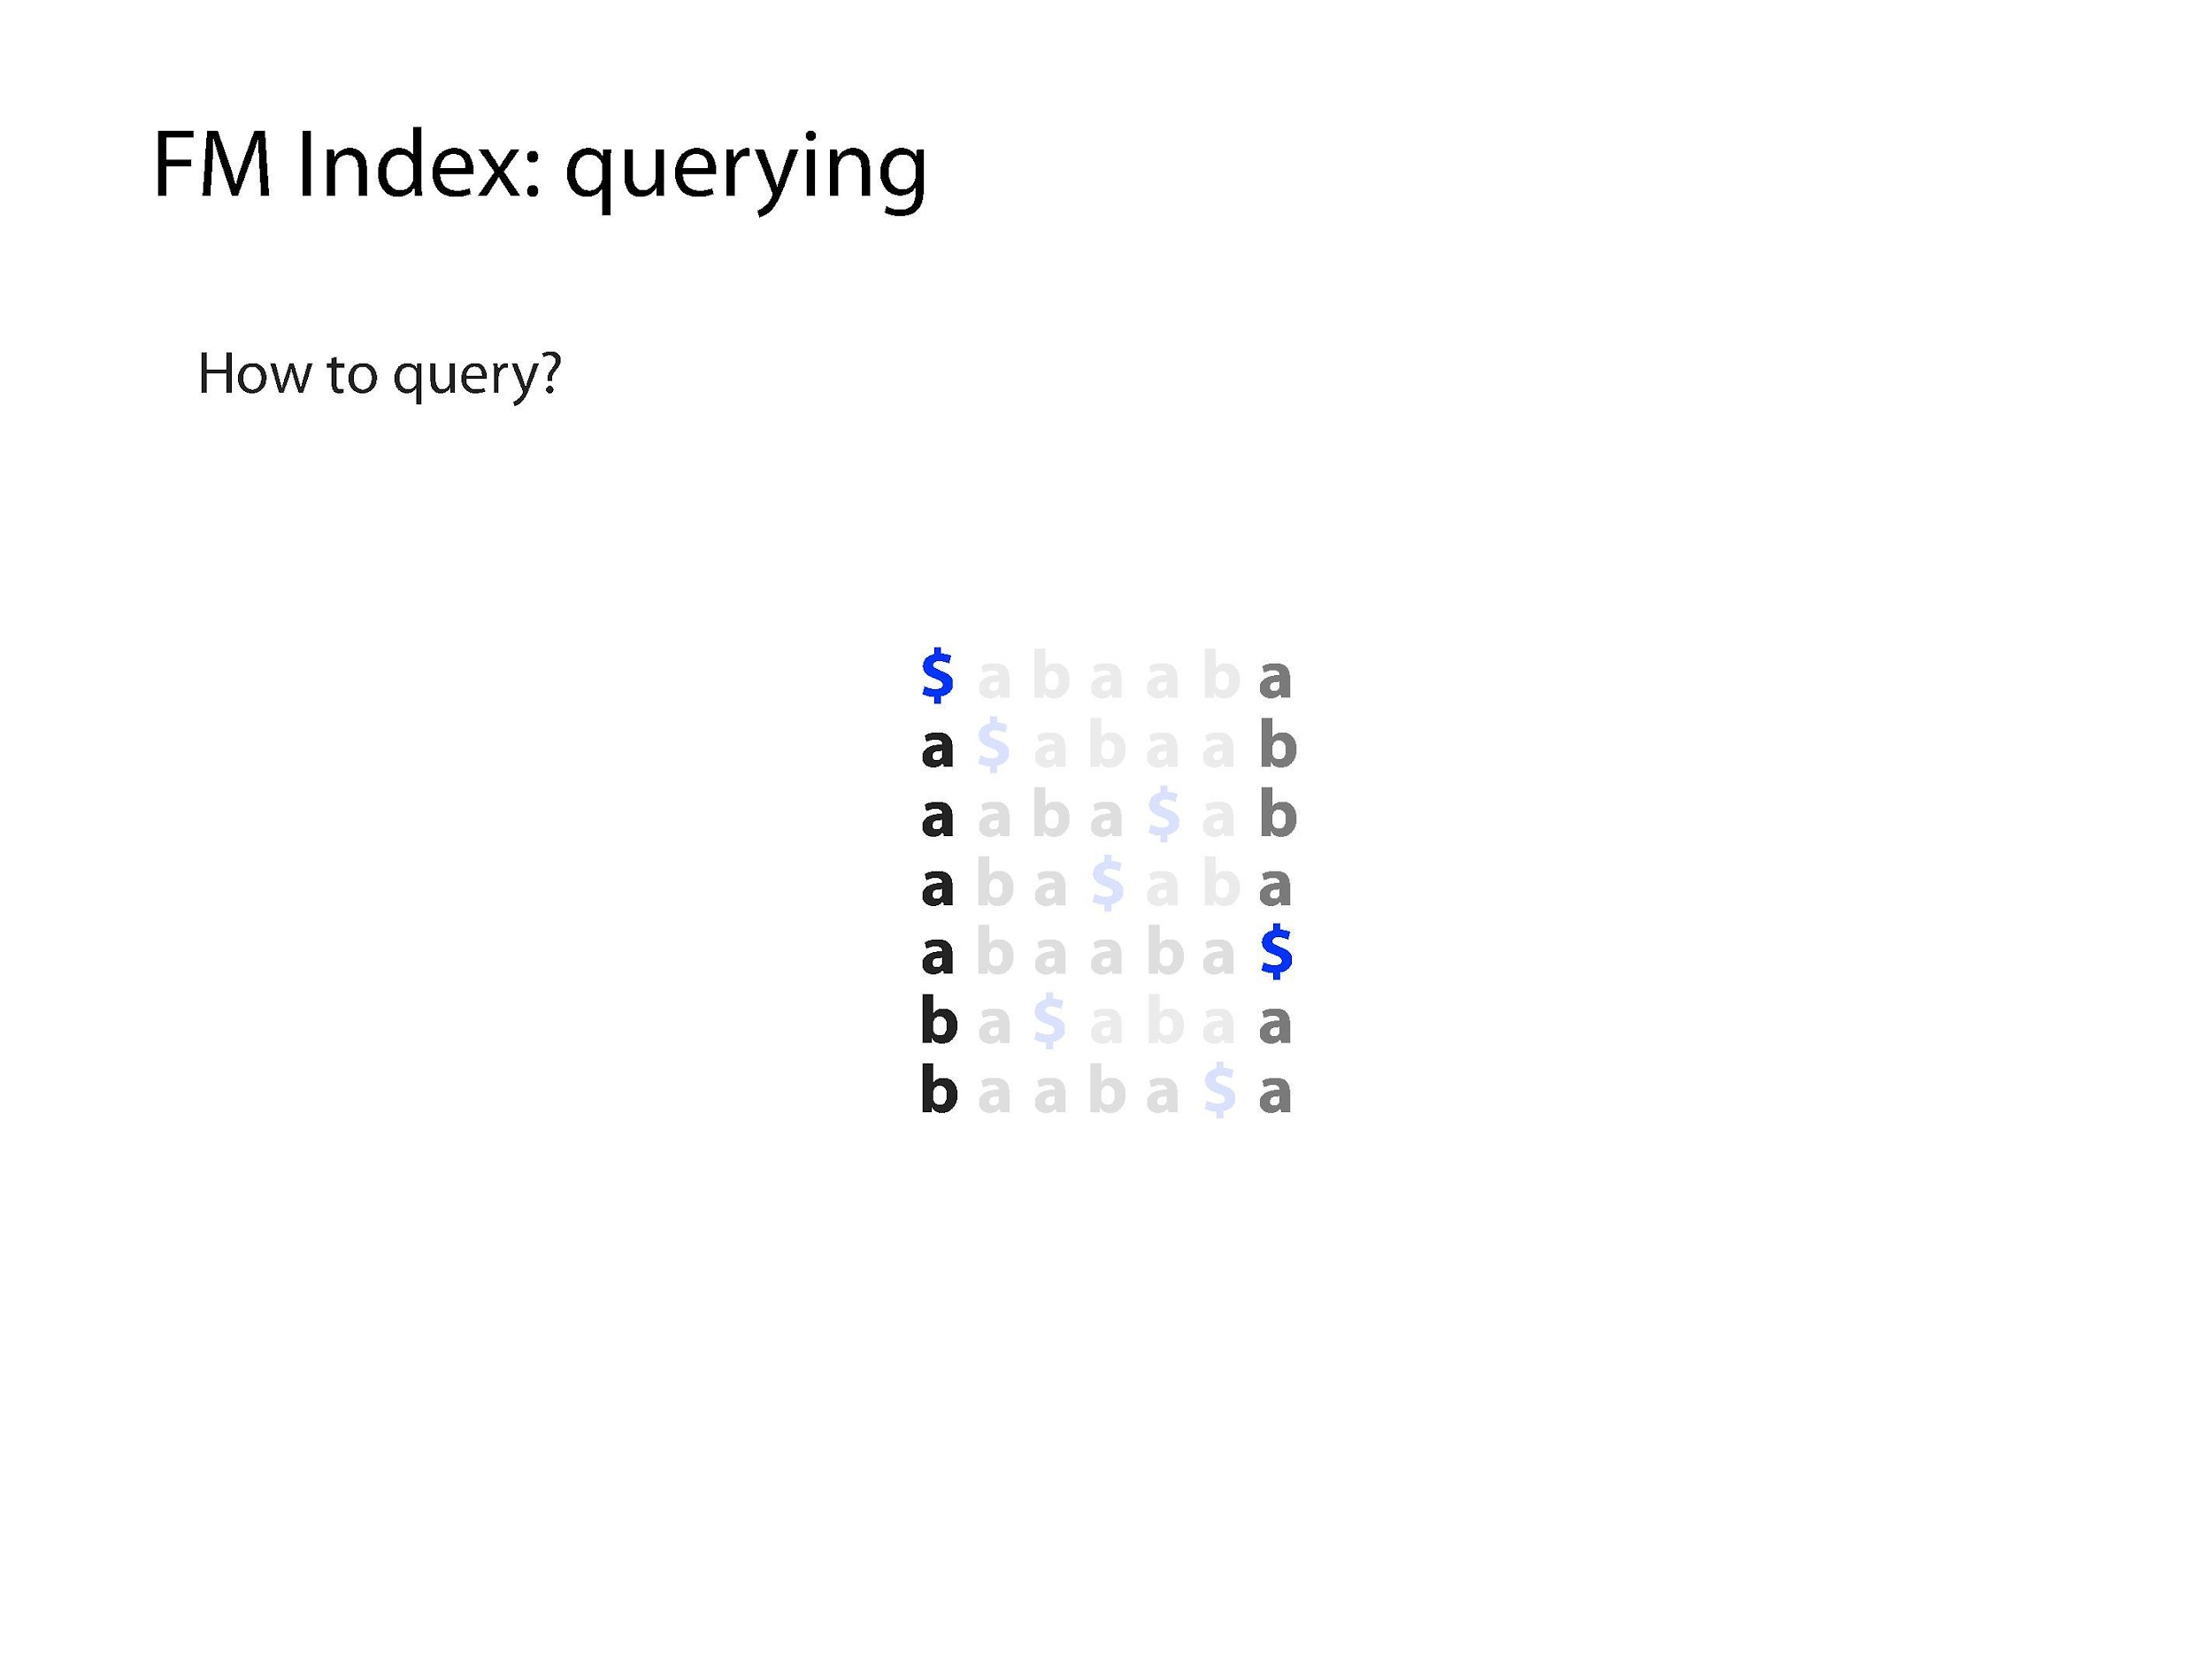 FM Index: querying
How to query?
$ a b a a b a
a $ a b a a b
a a b a $ a b
a b a $ a b a
a b a a b a $
b a $ a b a a
b a a b a $ a